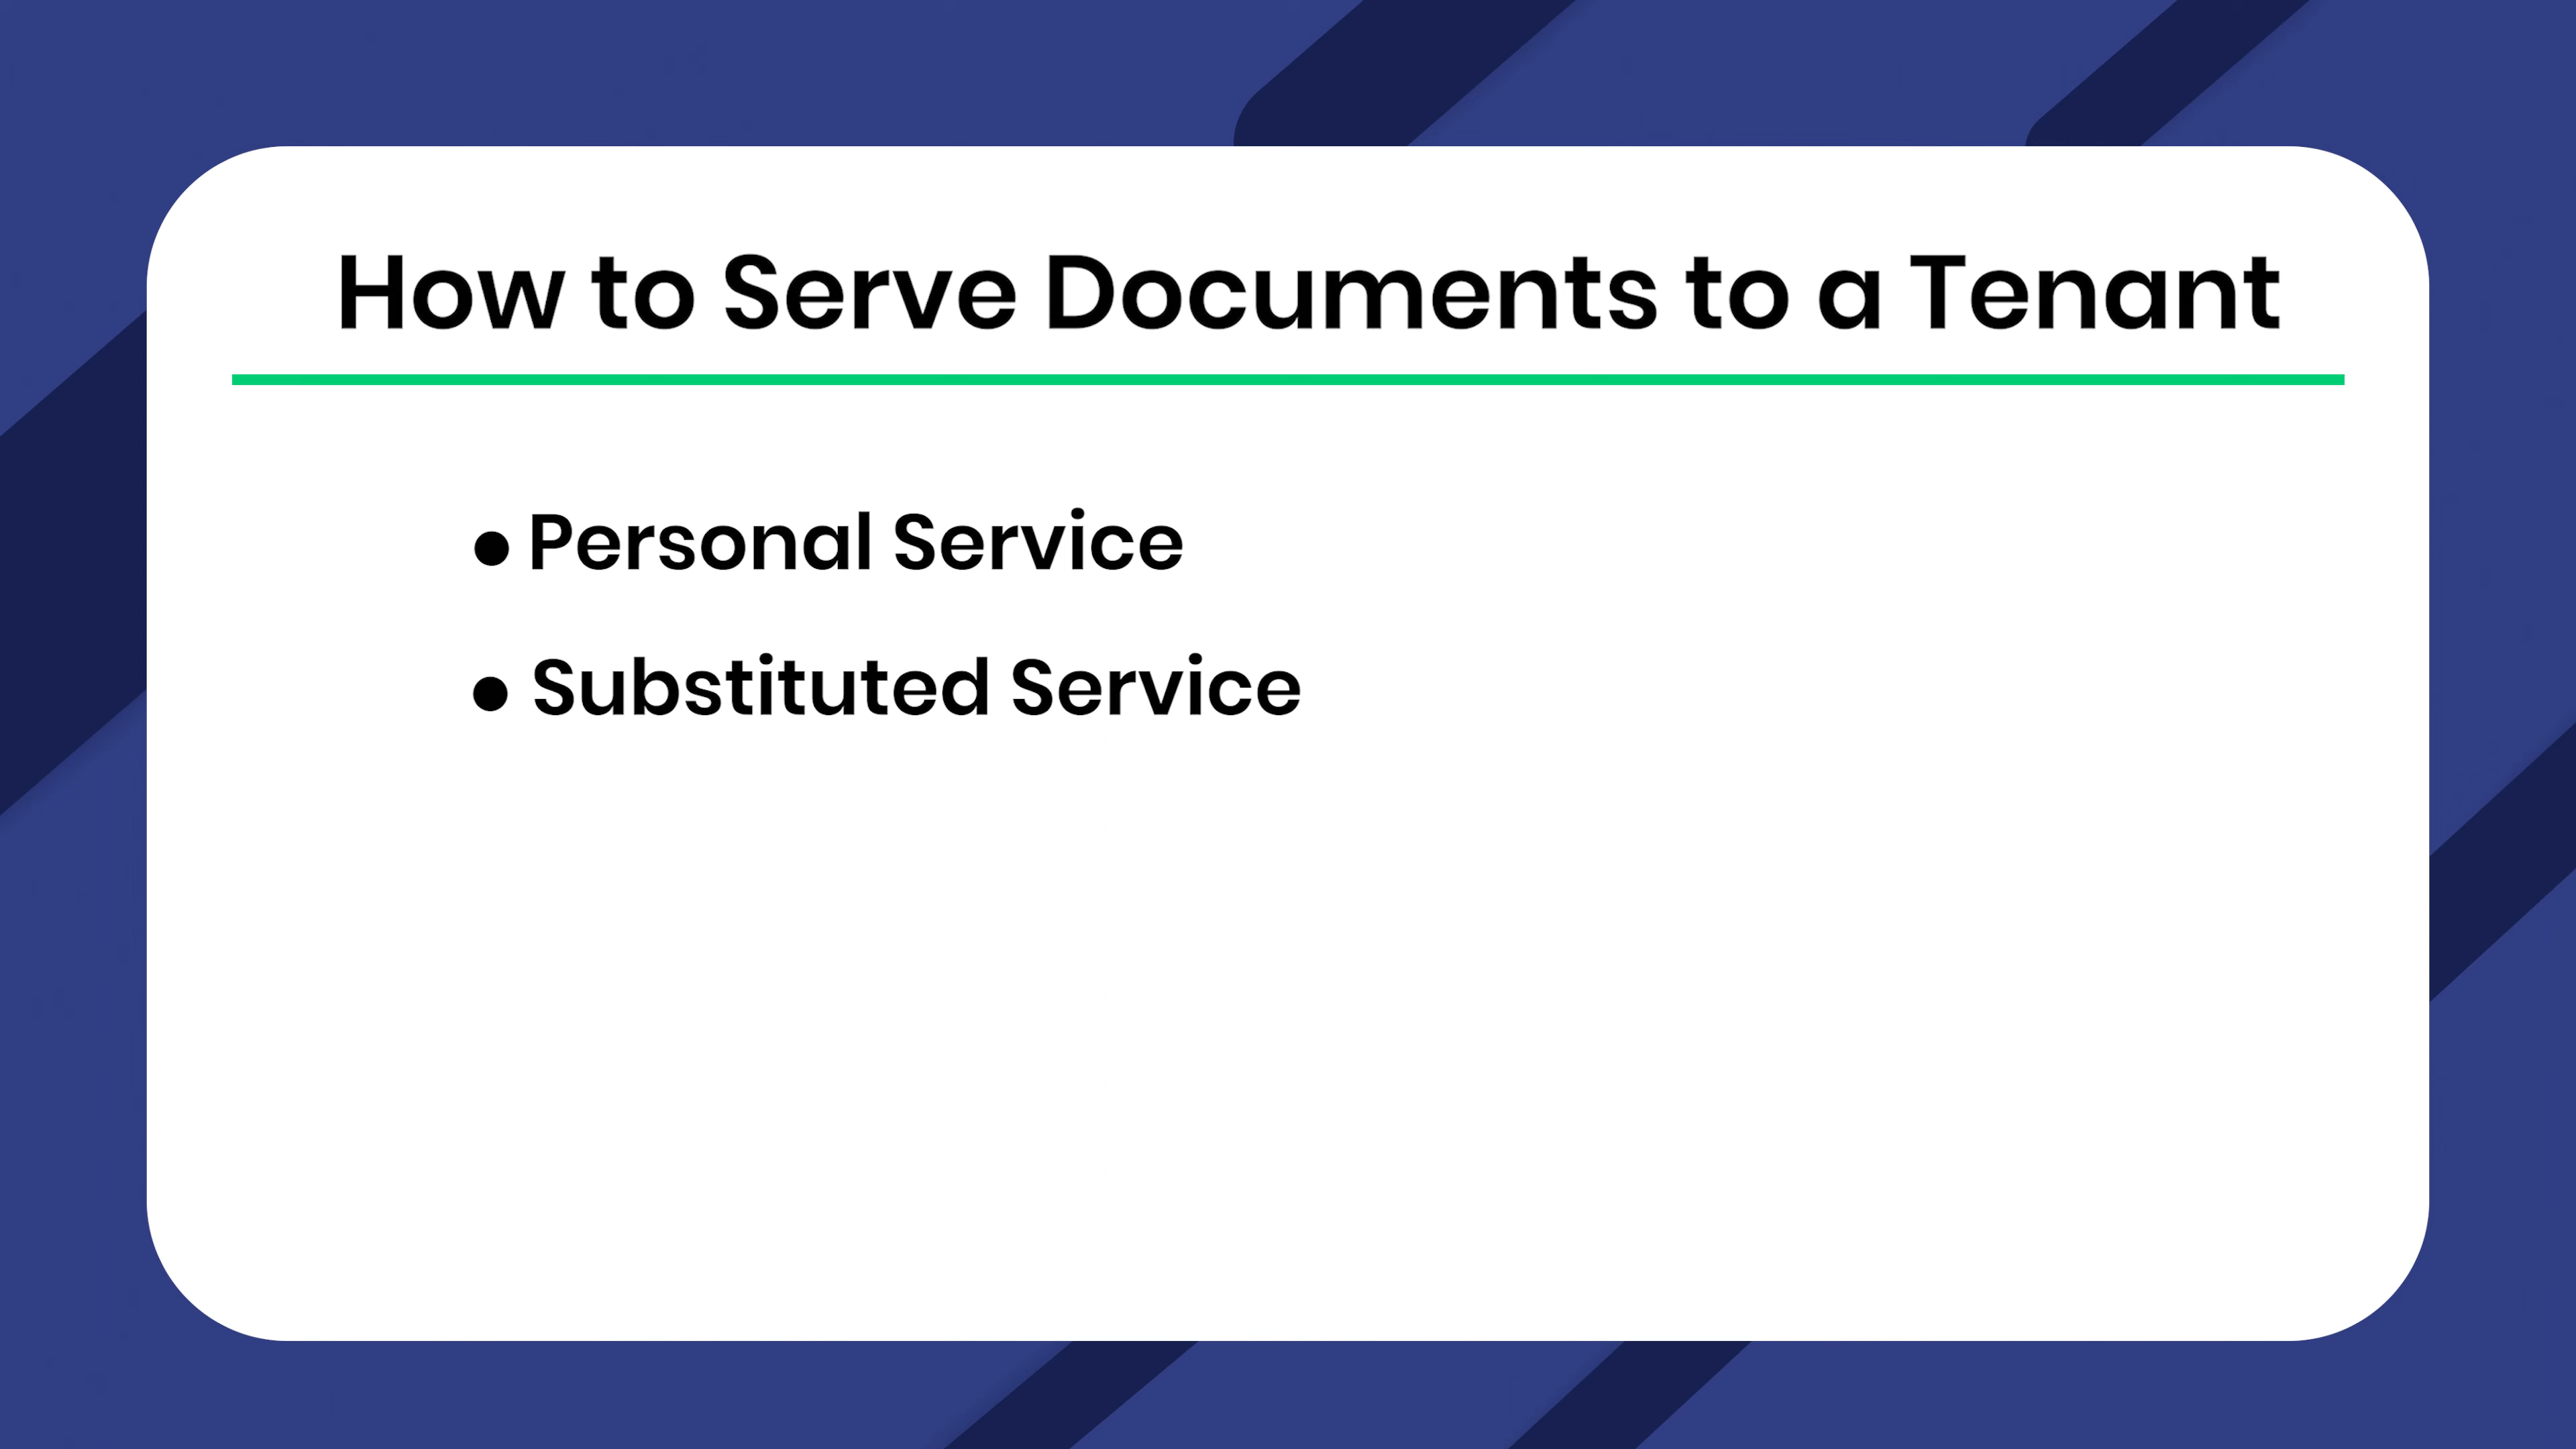 How to Serve Documents to a Tenant
● Personal Service
● Substituted Service